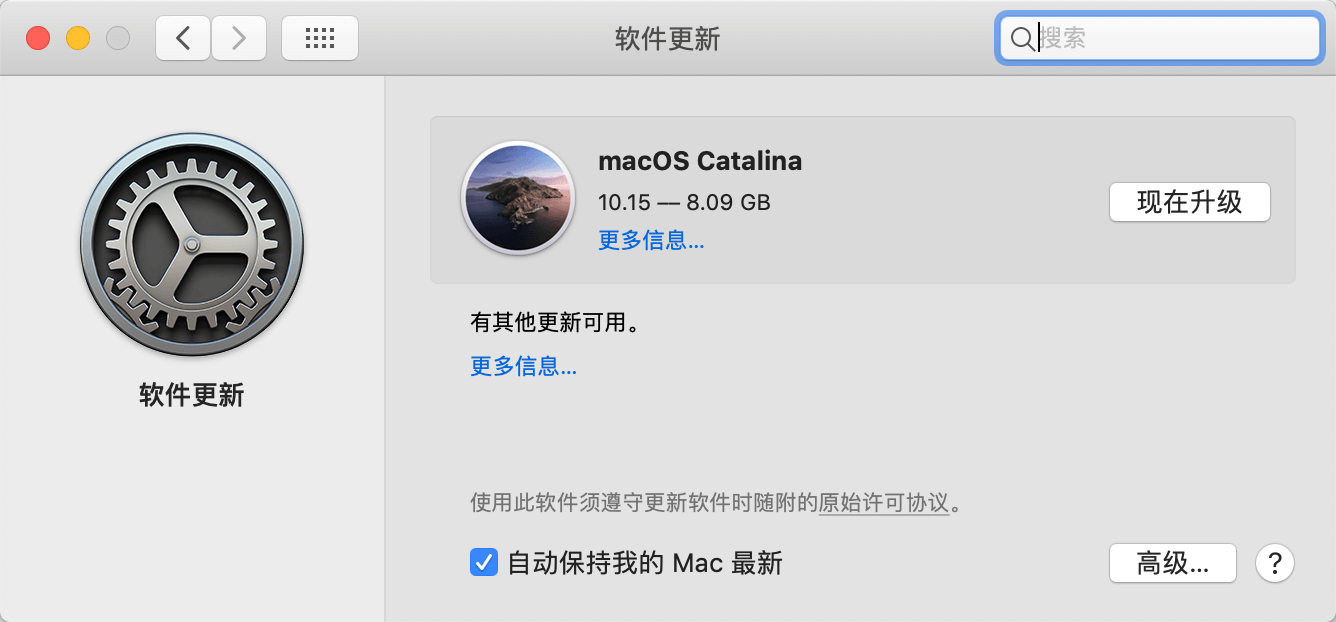 软件更新
搜索
macOS Catalina
10.15 — 8.09 GB
更多信息...
现在升级
软件更新
有其他更新可用。
更多信息...
使用此软件须遵守更新软件时随附的原始许可协议。
自动保持我的 Mac 最新
高级...
?